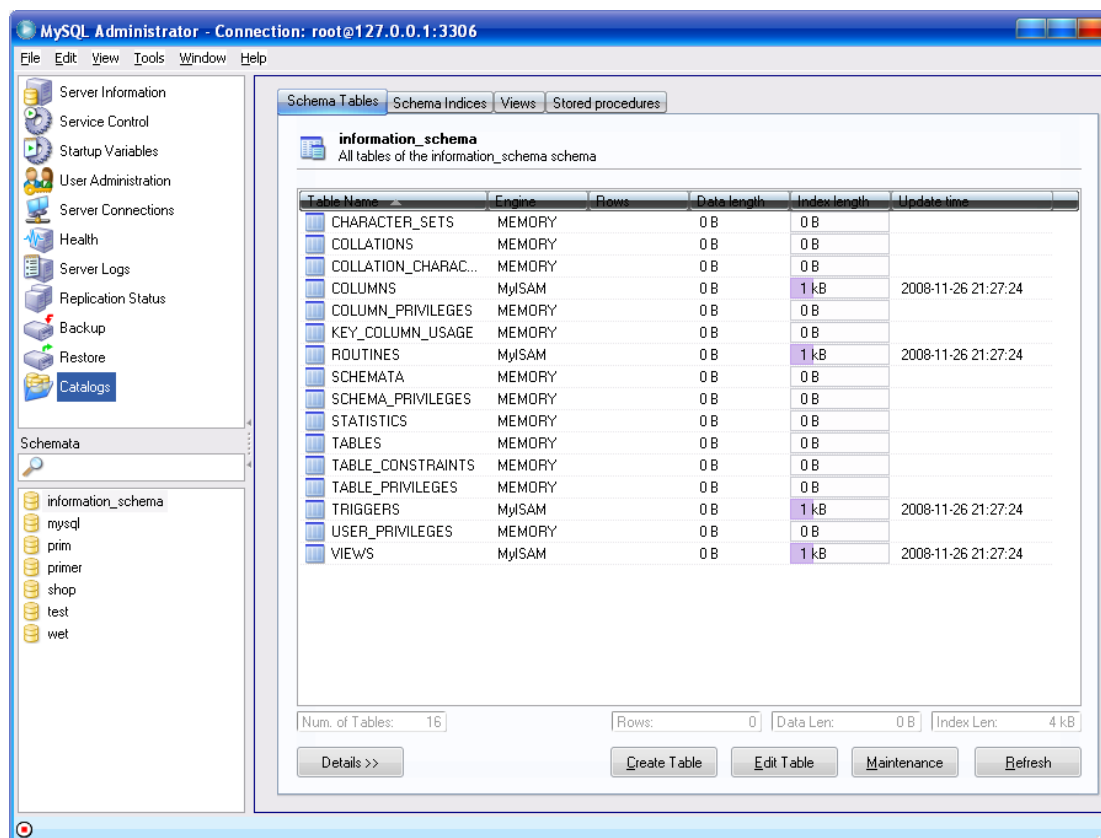 MySQL Administrator - Connection: root@127.0.0.1:3306
File Edit View Tools Window Help
Server Information
Service Control
Startup Variables
User Administration
Server Connections
Health
Server Logs
Replication Status
Backup
Restore
Catalogs
Schemata
information_schema
mysql
prim
primer
shop
test
wet
Schema Tables Schema Indices Views Stored procedures
information_schema
All tables of the information_schema schema
Table Name Engine Rows Data length Index length Update time
CHARACTER_SETS MEMORY 0 B 0 B
COLLATIONS MEMORY 0 B 0 B
COLLATION_CHARAC... MEMORY 0 B 0 B
COLUMNS MyISAM 0 B 1 kB 2008-11-26 21:27:24
COLUMN_PRIVILEGES MEMORY 0 B 0 B
KEY_COLUMN_USAGE MEMORY 0 B 0 B
ROUTINES MyISAM 0 B 1 kB 2008-11-26 21:27:24
SCHEMATA MEMORY 0 B 0 B
SCHEMA_PRIVILEGES MEMORY 0 B 0 B
STATISTICS MEMORY 0 B 0 B
TABLES MEMORY 0 B 0 B
TABLE_CONSTRAINTS MEMORY 0 B 0 B
TABLE_PRIVILEGES MEMORY 0 B 0 B
TRIGGERS MyISAM 0 B 1 kB 2008-11-26 21:27:24
USER_PRIVILEGES MEMORY 0 B 0 B
VIEWS MyISAM 0 B 1 kB 2008-11-26 21:27:24
Num. of Tables: 16 Rows: 0 Data Len: 0 B Index Len: 4 kB
Details >> Create Table Edit Table Maintenance Refresh